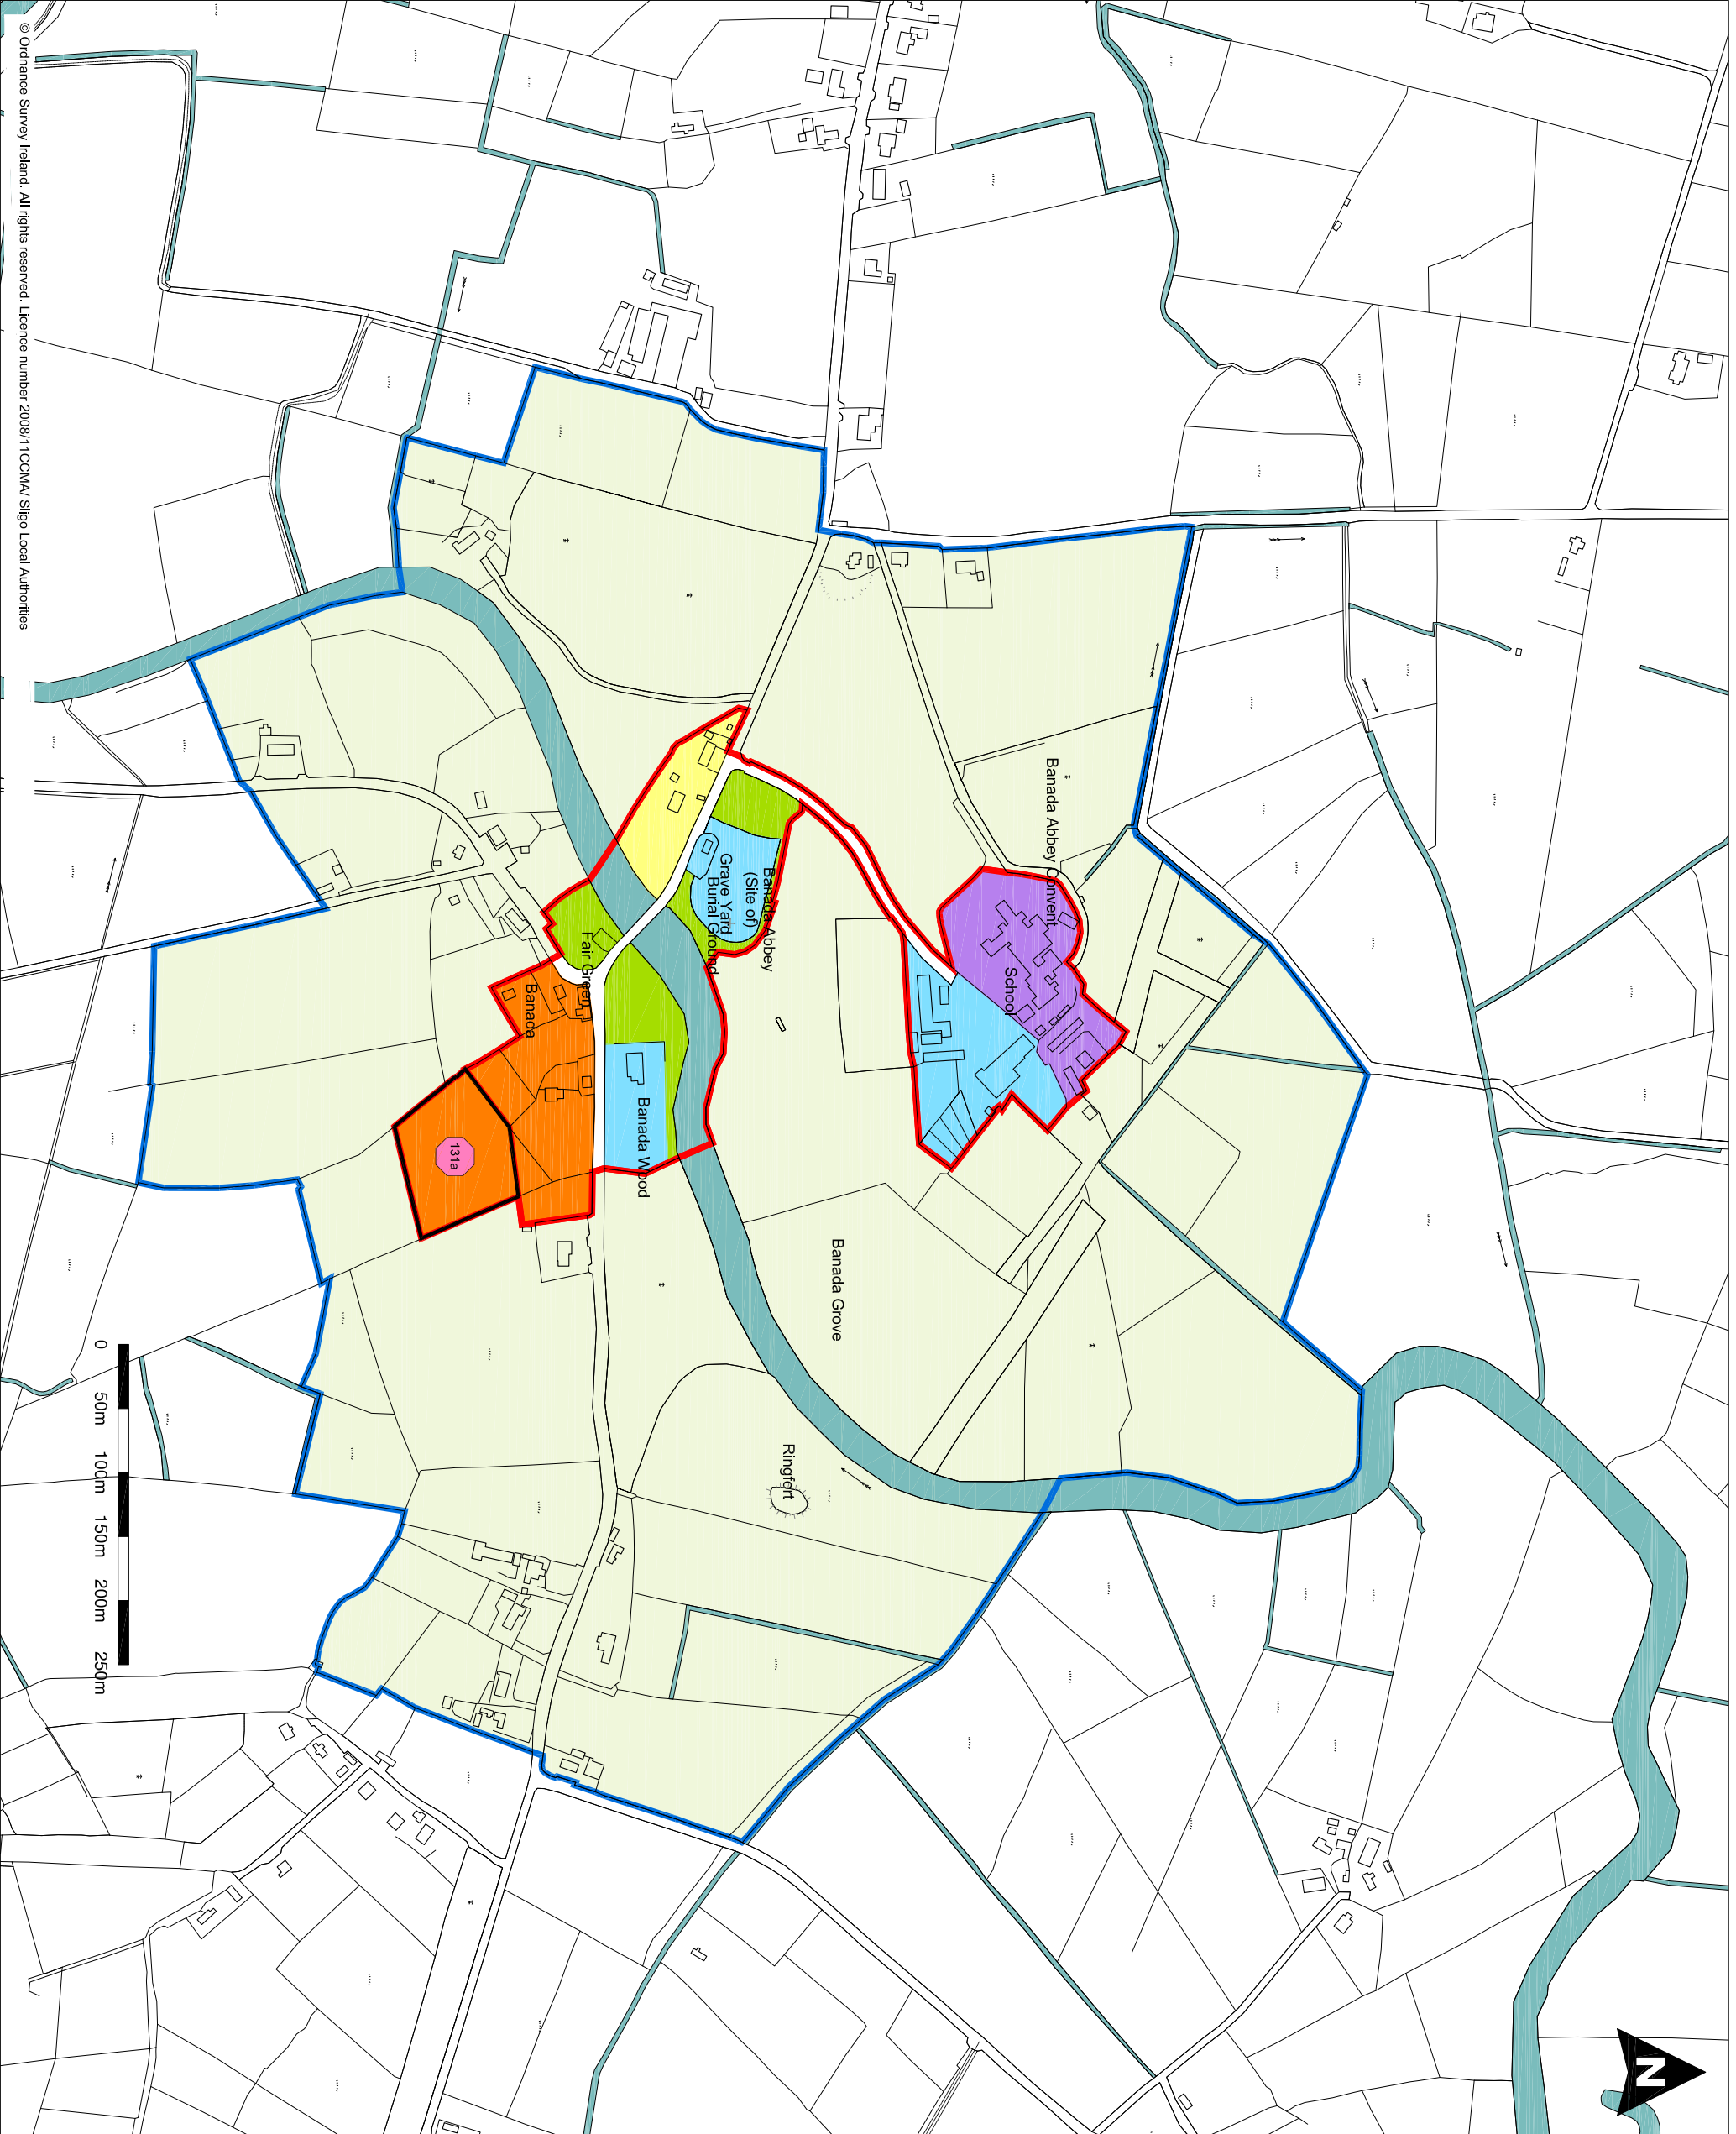 Banada Abbey Convent
School
Banada Abbey
(Site of)
Grave Yard
Burial Ground
Fair Green
Banada
Banada Wood
131a
Banada Grove
Ringfort
0 50m 100m 150m 200m 250m
N
© Ordnance Survey Ireland. All rights reserved. Licence number 2008/11CCMA/ Sligo Local Authorities